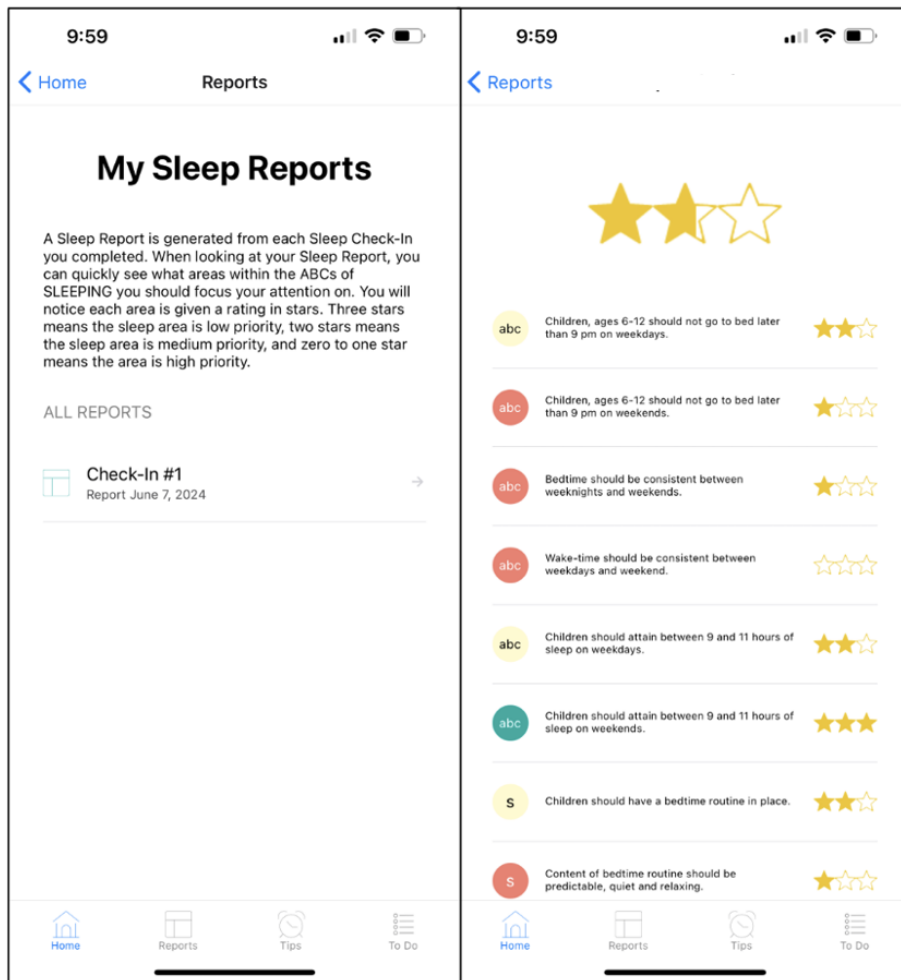 9:59
Home
Reports
My Sleep Reports
A Sleep Report is generated from each Sleep Check-In
you completed. When looking at your Sleep Report, you
can quickly see what areas within the ABCs of
SLEEPING you should focus your attention on. You will
notice each area is given a rating in stars. Three stars
means the sleep area is low priority, two stars means
the sleep area is medium priority, and zero to one star
means the area is high priority.
ALL REPORTS
Check-In #1
Report June 7, 2024
Home
Reports
Tips
To Do
9:59
Reports
abc
Children, ages 6-12 should not go to bed later
than 9 pm on weekdays.
abc
Children, ages 6-12 should not go to bed later
than 9 pm on weekends.
abc
Bedtime should be consistent between
weeknights and weekends.
abc
Wake-time should be consistent between
weekdays and weekend.
abc
Children should attain between 9 and 11 hours of
sleep on weekdays.
abc
Children should attain between 9 and 11 hours of
sleep on weekends.
s
Children should have a bedtime routine in place.
s
Content of bedtime routine should be
predictable, quiet and relaxing.
Home
Reports
Tips
To Do